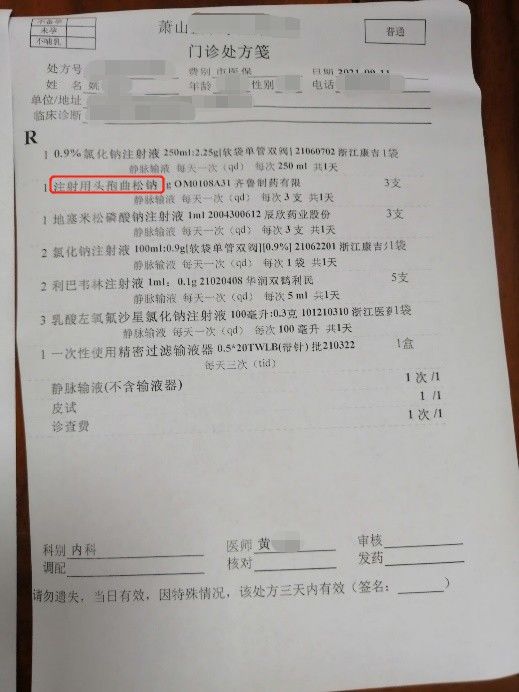 未孕
不哺乳
萧山
普通
门诊处方笺
处方号 费别 市医保 日期 2021-09-11
姓名 年龄 性别 电话
单位/地址
临床诊断
R
1 0.9%氯化钠注射液 250ml:2.25g[软袋单管双阀] 21060702 浙江康吉 1袋
静脉输液 每天一次 (qd) 每次 250 ml 共1天
1 注射用头孢曲松钠 g OM0108A31 齐鲁制药有限 3支
静脉输液 每天一次 (qd) 每次 3 支 共1天
1 地塞米松磷酸钠注射液 1ml 2004300612 辰欣药业股份 3支
静脉输液 每天一次 (qd) 每次 3 支 共1天
2 氯化钠注射液 100ml:0.9g[软袋单管双阀][0.9%] 21062201 浙江康吉 1袋
静脉输液 每天一次 (qd) 每次 1 袋 共1天
2 利巴韦林注射液 1ml: 0.1g 21020408 华润双鹤利民 5支
静脉输液 每天一次 (qd) 每次 5 ml 共1天
3 乳酸左氧氟沙星氯化钠注射液 100毫升:0.3克 101210310 浙江医药 1袋
静脉输液 每天一次 (qd) 每次 100 毫升 共1天
1 一次性使用精密过滤输液器 0.5*20TWLB(带针) 批210322 1盒
每天三次 (tid)
静脉输液(不含输液器) 1 次 /1
皮试 1 /1
诊查费 1 次 /1
科别 内科 医师 黄 审核
调配 核对 发药
请勿遗失，当日有效，因特殊情况，该处方三天内有效 (签名: )